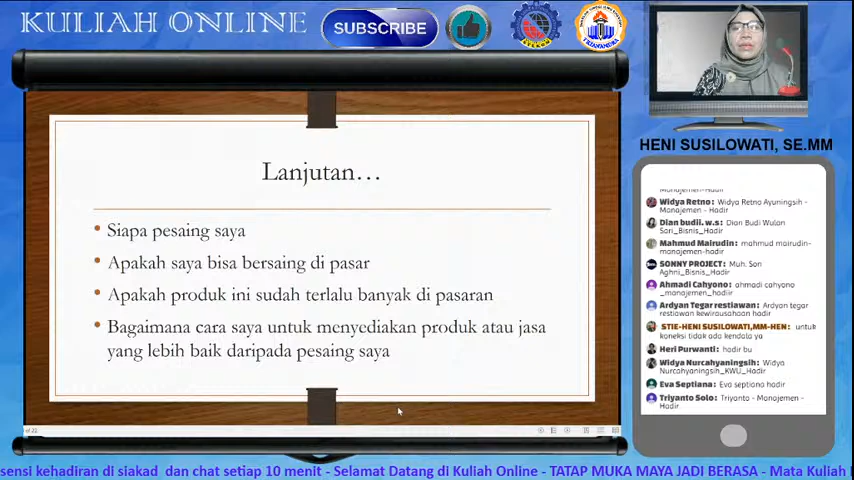 KULIAH ONLINE
SUBSCRIBE
HENI SUSILOWATI, SE.MM
Lanjutan…
• Siapa pesaing saya
• Apakah saya bisa bersaing di pasar
• Apakah produk ini sudah terlalu banyak di pasaran
• Bagaimana cara saya untuk menyediakan produk atau jasa
yang lebih baik daripada pesaing saya
Manajemen-Hadir
Widya Retno: Widya Retno Ayuningsih -
Manajemen - Hadir
Dian budii. w.s: Dian Budi Wulan
Sari_Bisnis_Hadir
Mahmud Mairudin: mahmud mairudin-
manajemen-hadir
SONNY PROJECT: Muh. Son
Aghni_Bisnis_Hadir
Ahmadi Cahyono: ahmadi cahyono
_manajemen_hadiir
Ardyan Tegar restiawan: Ardyan tegar
restiawan kewirausahaan hadir
STIE-HENI SUSILOWATI,MM-HEN: untuk
koneksi tidak ada kendala ya
Heri Purwanti: hadir bu
Widya Nurcahyaningsih: Widya
Nurcahyaningsih_KWU_Hadir
Eva Septiana: Eva septiana hadir
Triyanto Solo: Triyanto - Manajemen -
Hadir
of 22
sensi kehadiran di siakad dan chat setiap 10 menit - Selamat Datang di Kuliah Online - TATAP MUKA MAYA JADI BERASA - Mata Kuliah